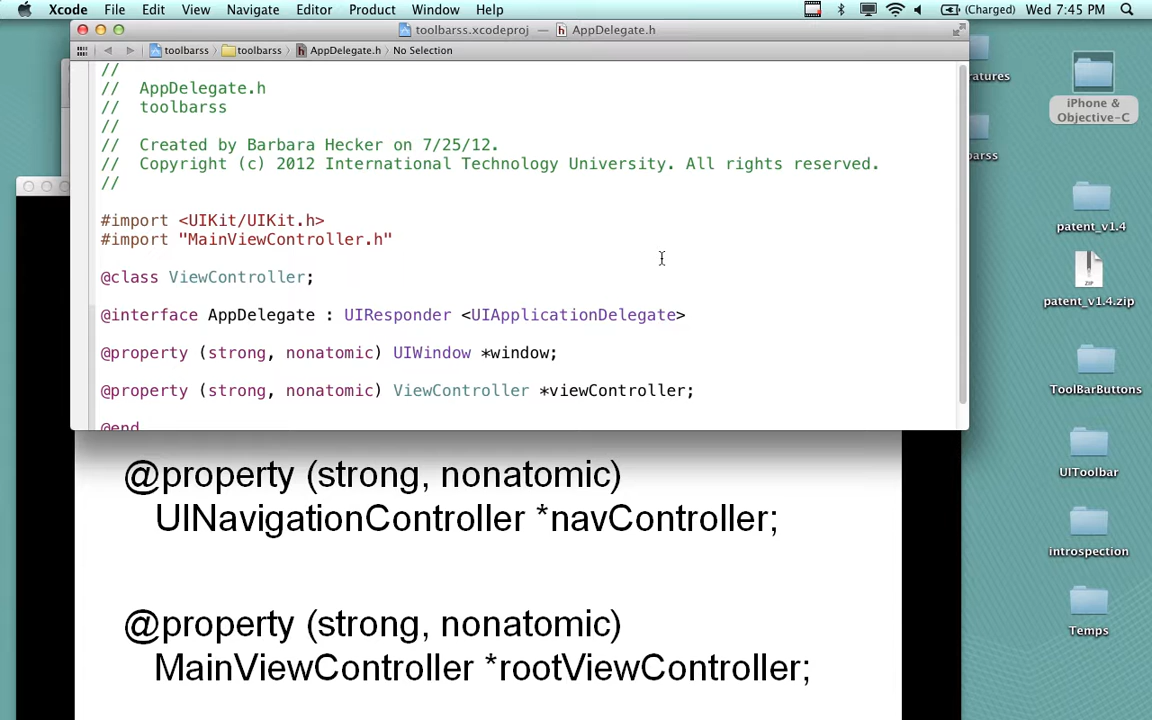 Xcode File Edit View Navigate Editor Product Window Help (Charged) Wed 7:45 PM
toolbarss.xcodeproj — AppDelegate.h
toolbarss toolbarss AppDelegate.h No Selection
//
// AppDelegate.h
// toolbarss
//
// Created by Barbara Hecker on 7/25/12.
// Copyright (c) 2012 International Technology University. All rights reserved.
//
#import <UIKit/UIKit.h>
#import "MainViewController.h"
@class ViewController;
@interface AppDelegate : UIResponder <UIApplicationDelegate>
@property (strong, nonatomic) UIWindow *window;
@property (strong, nonatomic) ViewController *viewController;
@end
@property (strong, nonatomic)
UINavigationController *navController;
@property (strong, nonatomic)
MainViewController *rootViewController;
atures
arss
iPhone &
Objective-C
patent_v1.4
ZIP
patent_v1.4.zip
ToolBarButtons
UIToolbar
introspection
Temps